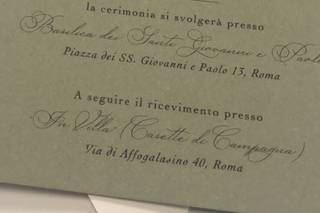 la cerimonia si svolgerà presso
Basilica dei Santi Giovanni e Paolo
Piazza dei SS. Giovanni e Paolo 13, Roma
A seguire il ricevimento presso
In Villa (Casette di Campagna)
Via di Affogalasino 40, Roma